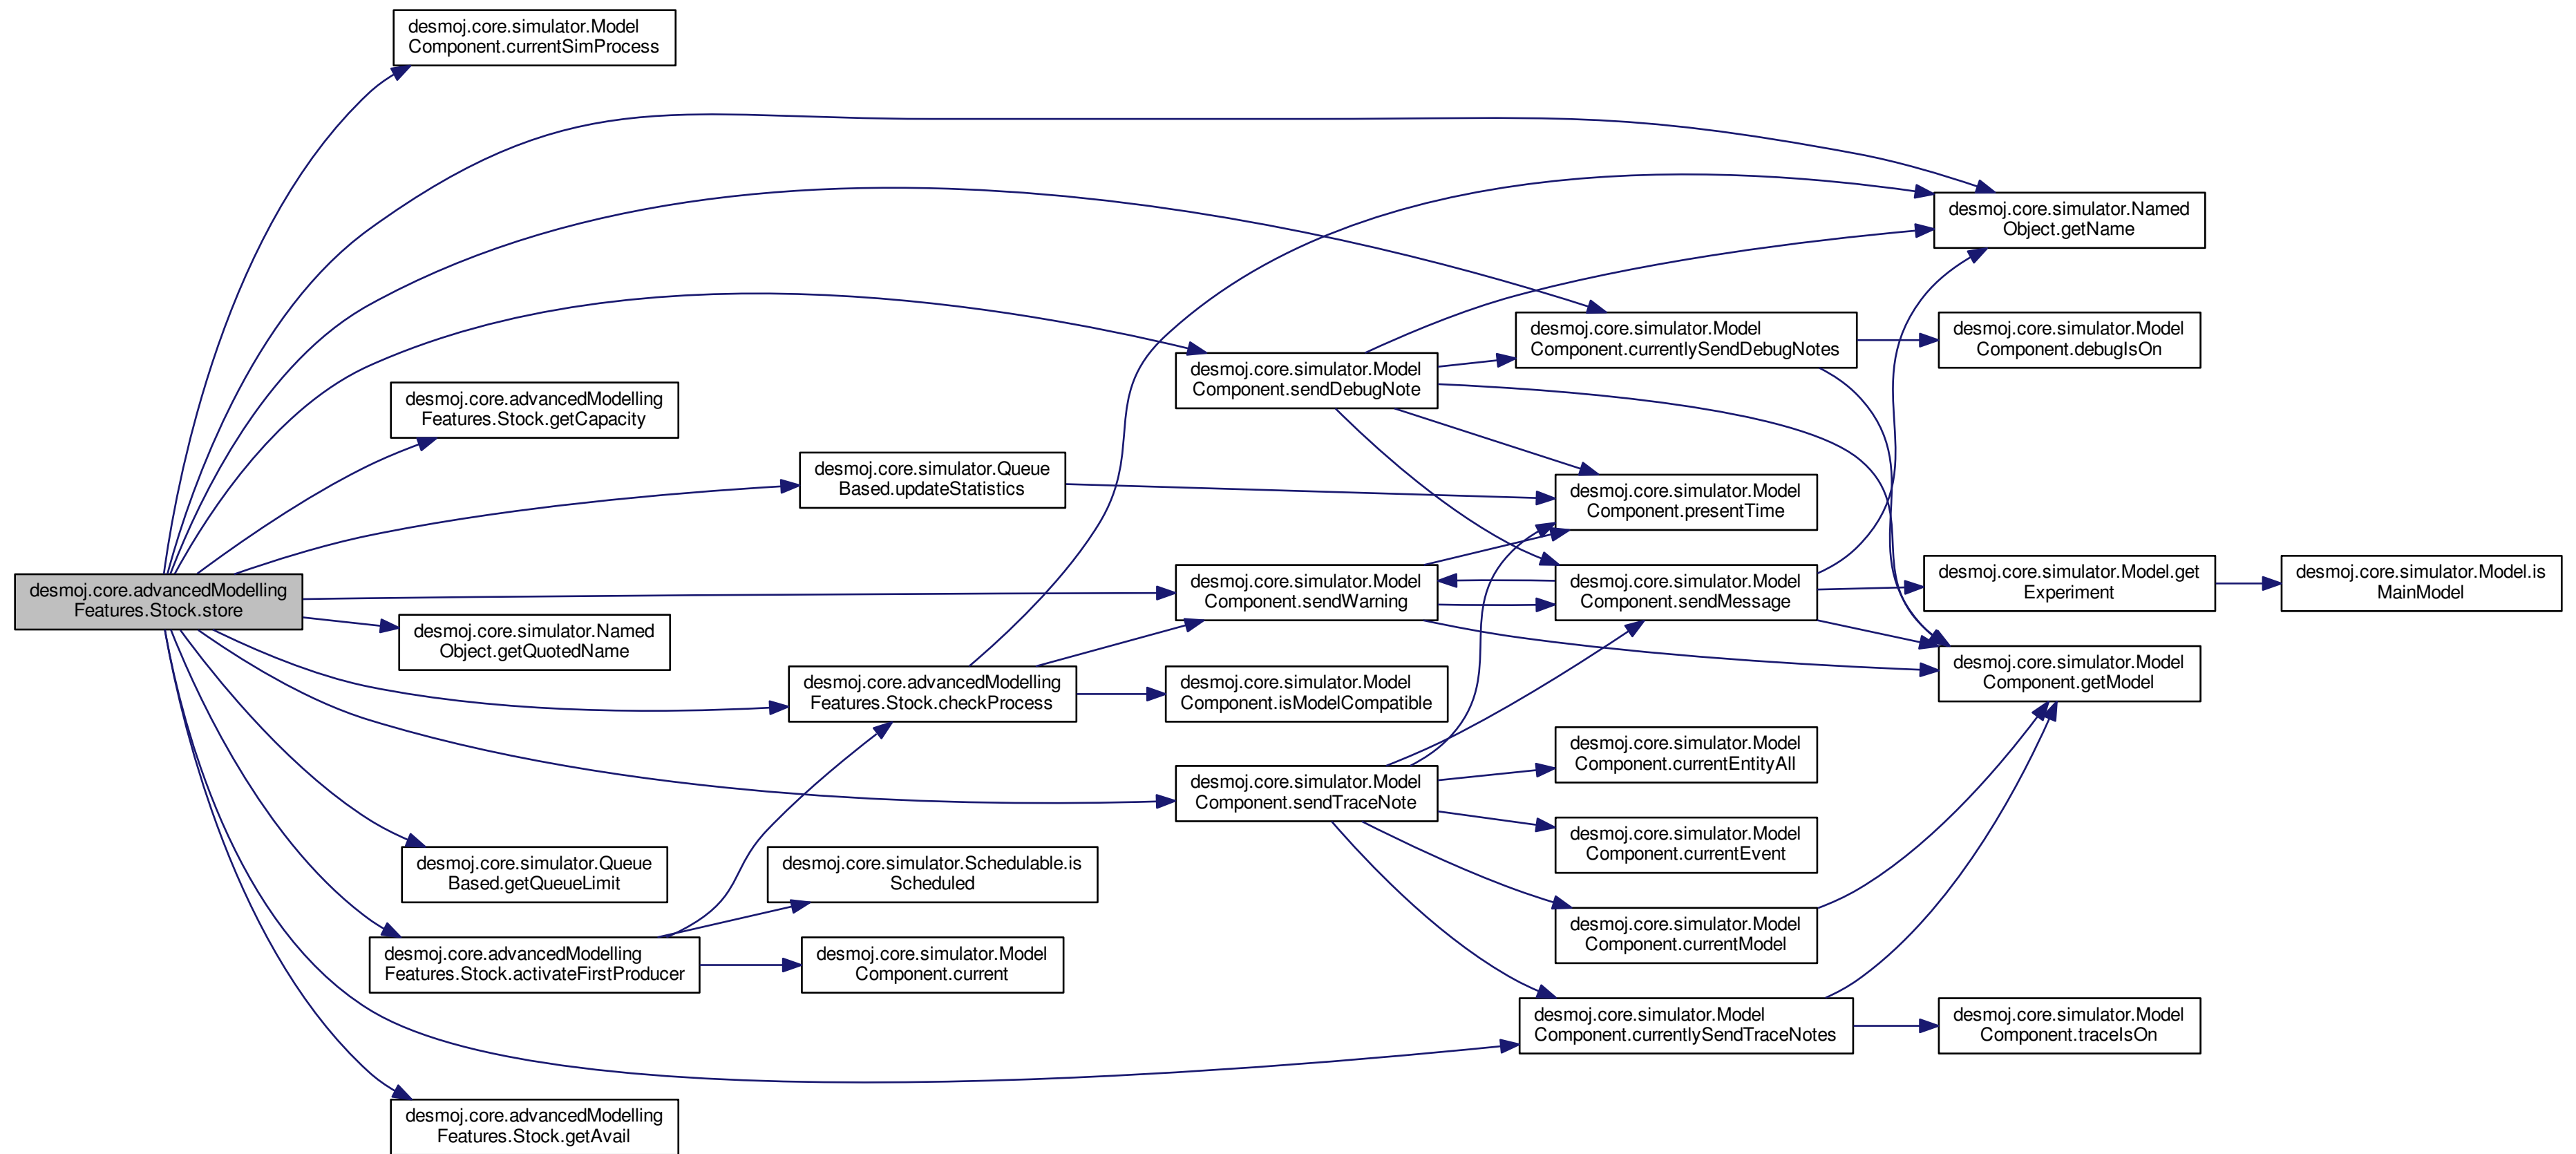 desmoj.core.simulator.Model
Component.currentSimProcess
desmoj.core.simulator.Named
Object.getName
desmoj.core.simulator.Model
Component.currentlySendDebugNotes
desmoj.core.simulator.Model
Component.debugIsOn
desmoj.core.simulator.Model
Component.sendDebugNote
desmoj.core.advancedModelling
Features.Stock.getCapacity
desmoj.core.simulator.Queue
Based.updateStatistics
desmoj.core.simulator.Model
Component.presentTime
desmoj.core.advancedModelling
Features.Stock.store
desmoj.core.simulator.Model
Component.sendWarning
desmoj.core.simulator.Model
Component.sendMessage
desmoj.core.simulator.Model.get
Experiment
desmoj.core.simulator.Model.is
MainModel
desmoj.core.simulator.Named
Object.getQuotedName
desmoj.core.advancedModelling
Features.Stock.checkProcess
desmoj.core.simulator.Model
Component.isModelCompatible
desmoj.core.simulator.Model
Component.getModel
desmoj.core.simulator.Model
Component.sendTraceNote
desmoj.core.simulator.Model
Component.currentEntityAll
desmoj.core.simulator.Model
Component.currentEvent
desmoj.core.simulator.Queue
Based.getQueueLimit
desmoj.core.simulator.Schedulable.is
Scheduled
desmoj.core.advancedModelling
Features.Stock.activateFirstProducer
desmoj.core.simulator.Model
Component.current
desmoj.core.simulator.Model
Component.currentModel
desmoj.core.simulator.Model
Component.currentlySendTraceNotes
desmoj.core.simulator.Model
Component.traceIsOn
desmoj.core.advancedModelling
Features.Stock.getAvail